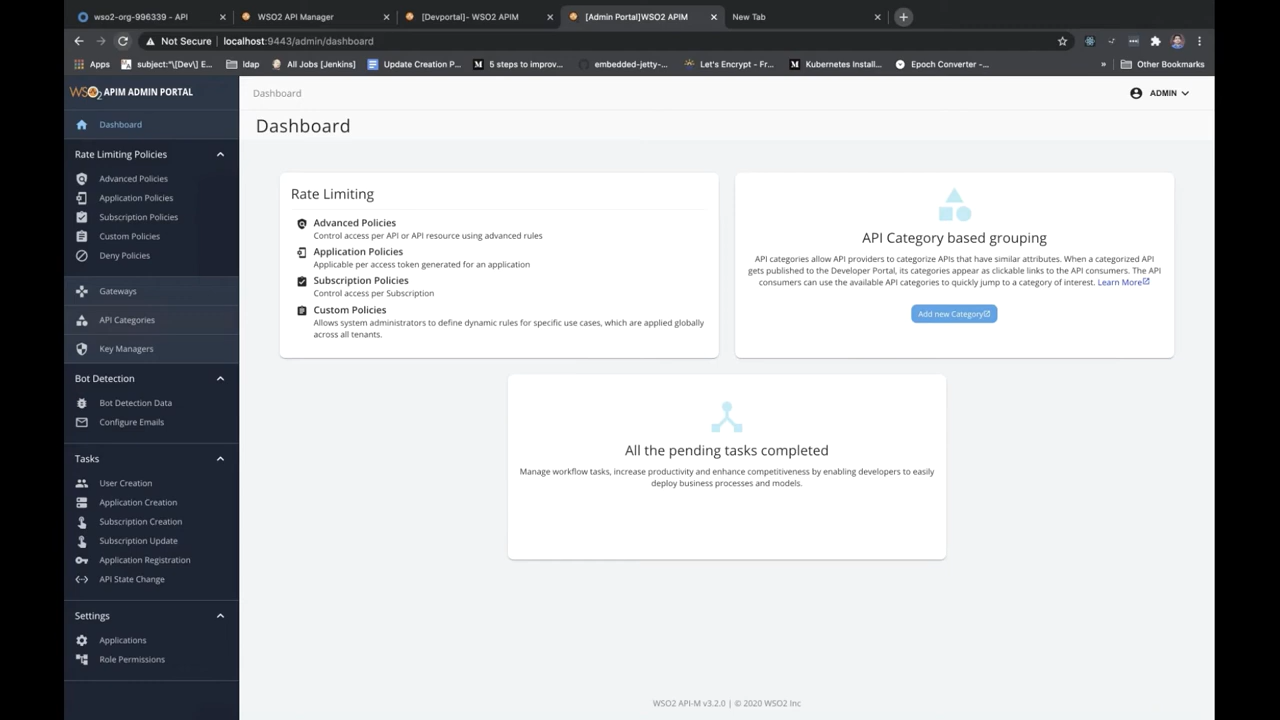 wso2-org-996339 - API
WSO2 API Manager
[Devportal]- WSO2 APIM
[Admin Portal]WSO2 APIM
New Tab
Not Secure | localhost:9443/admin/dashboard
Apps
subject:"\[Dev\] E...
ldap
All Jobs [Jenkins]
Update Creation P...
5 steps to improv...
embedded-jetty-...
Let's Encrypt - Fr...
Kubernetes Install...
Epoch Converter -...
»
Other Bookmarks
WSO2 APIM ADMIN PORTAL
Dashboard
ADMIN
Dashboard
Dashboard
Rate Limiting Policies
Advanced Policies
Application Policies
Subscription Policies
Custom Policies
Deny Policies
Gateways
API Categories
Key Managers
Bot Detection
Bot Detection Data
Configure Emails
Tasks
User Creation
Application Creation
Subscription Creation
Subscription Update
Application Registration
API State Change
Settings
Applications
Role Permissions
Rate Limiting
Advanced Policies
Control access per API or API resource using advanced rules
Application Policies
Applicable per access token generated for an application
Subscription Policies
Control access per Subscription
Custom Policies
Allows system administrators to define dynamic rules for specific use cases, which are applied globally
across all tenants.
API Category based grouping
API categories allow API providers to categorize APIs that have similar attributes. When a categorized API
gets published to the Developer Portal, its categories appear as clickable links to the API consumers. The API
consumers can use the available API categories to quickly jump to a category of interest. Learn More
Add new Category
All the pending tasks completed
Manage workflow tasks, increase productivity and enhance competitiveness by enabling developers to easily
deploy business processes and models.
WSO2 API-M v3.2.0 | © 2020 WSO2 Inc